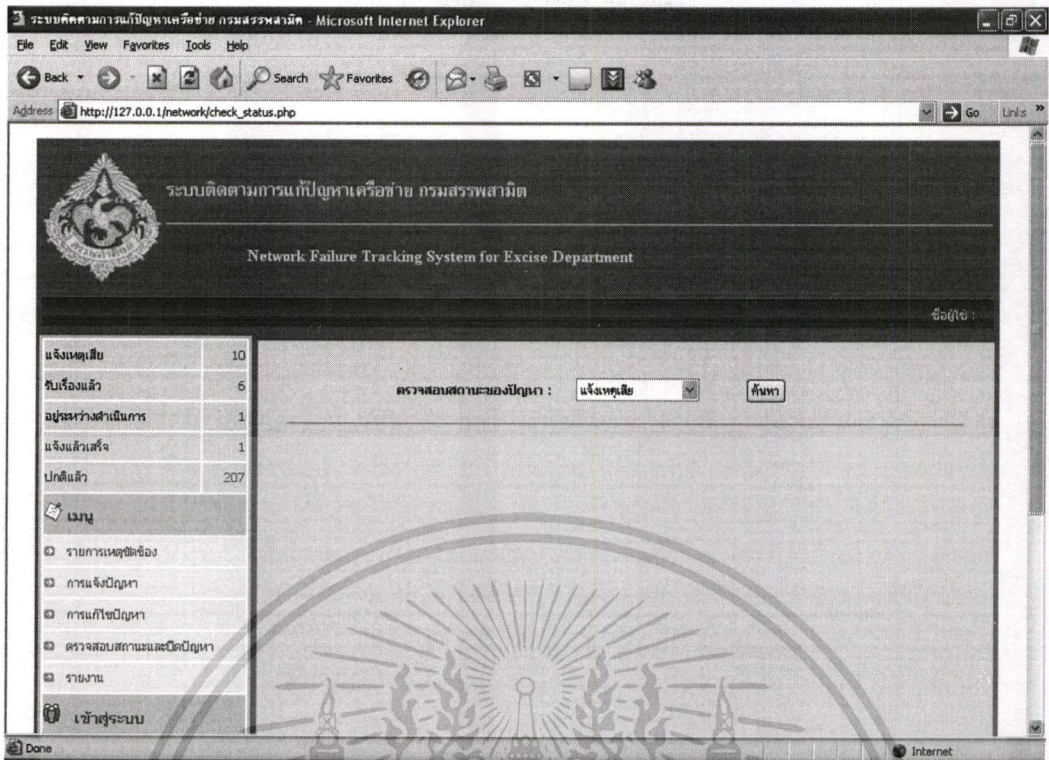 ระบบติดตามการแก้ปัญหาเครือข่าย กรมสรรพสามิต - Microsoft Internet Explorer
File Edit View Favorites Tools Help
Back Search Favorites
Address http://127.0.0.1/network/check_status.php Go Links »
ระบบติดตามการแก้ปัญหาเครือข่าย กรมสรรพสามิต
Network Failure Tracking System for Excise Department
ชื่อผู้ใช้ :
แจ้งเหตุเสีย 10
รับเรื่องแล้ว 6
อยู่ระหว่างดำเนินการ 1
แจ้งแล้วเสร็จ 1
ปกติแล้ว 207
ตรวจสอบสถานะของปัญหา : แจ้งเหตุเสีย ค้นหา
เมนู
รายการเหตุขัดข้อง
การแจ้งปัญหา
การแก้ไขปัญหา
ตรวจสอบสถานะและปิดปัญหา
รายงาน
เข้าสู่ระบบ
Done Internet